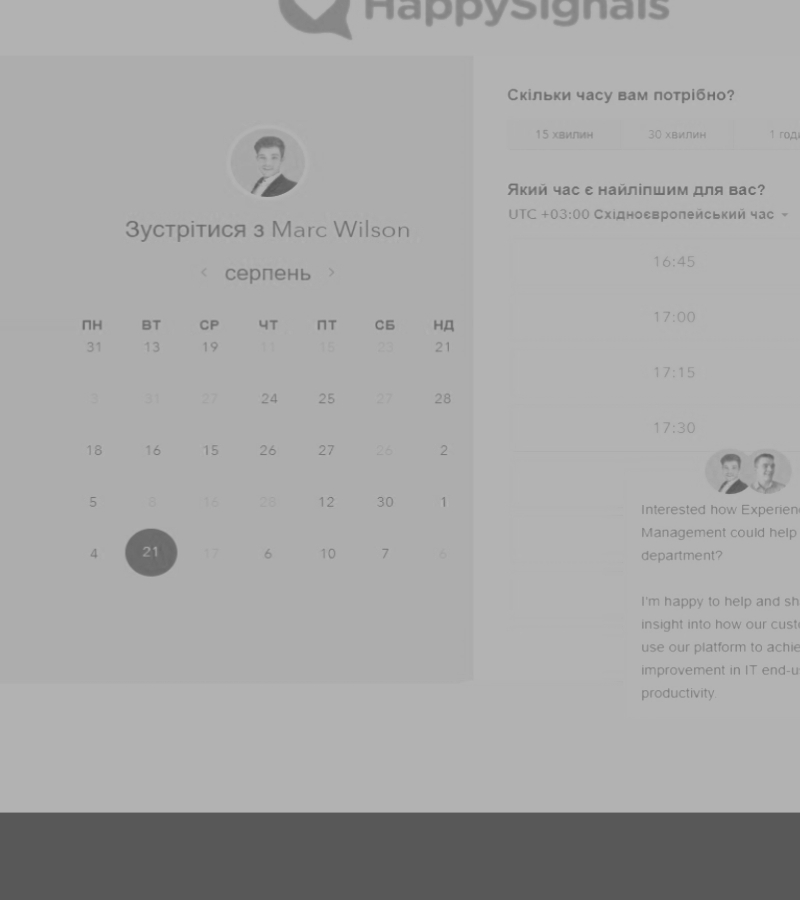 HappySignals
Зустрітися з Marc Wilson
серпень
ПН ВТ СР ЧТ ПТ СБ НД
31 13 19 11 15 23 21
3 31 27 24 25 27 28
18 16 15 26 27 26 2
5 8 16 28 12 30 1
4 21 17 6 10 7 6
Скільки часу вам потрібно?
15 хвилин 30 хвилин 1 годи
Який час є найліпшим для вас?
UTC +03:00 Східноєвропейський час
16:45
17:00
17:15
17:30
Interested how Experienc
Management could help
department?
I'm happy to help and sh
insight into how our custo
use our platform to achie
improvement in IT end-us
productivity